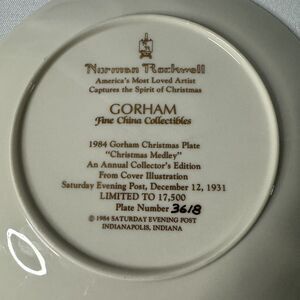 Norman Rockwell
America's Most Loved Artist
Captures the Spirit of Christmas
GORHAM
Fine China Collectibles
1984 Gorham Christmas Plate
"Christmas Medley"
An Annual Collector's Edition
From Cover Illustration
Saturday Evening Post, December 12, 1931
LIMITED TO 17,500
Plate Number 3618
© 1984 SATURDAY EVENING POST
INDIANAPOLIS, INDIANA